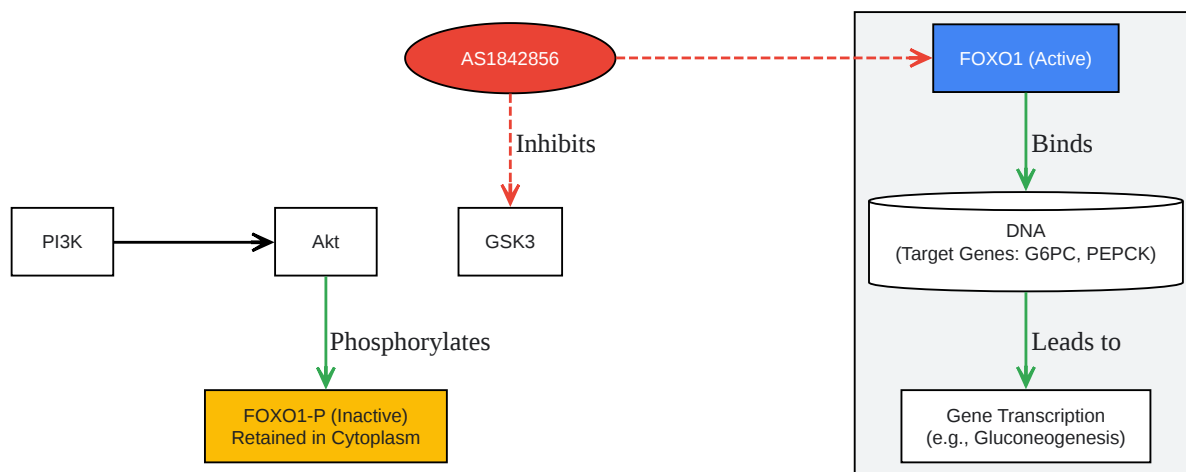 AS1842856
FOXO1 (Active)
Inhibits
Binds
PI3K
Akt
GSK3
DNA
(Target Genes: G6PC, PEPCK)
Phosphorylates
Leads to
FOXO1-P (Inactive)
Retained in Cytoplasm
Gene Transcription
(e.g., Gluconeogenesis)